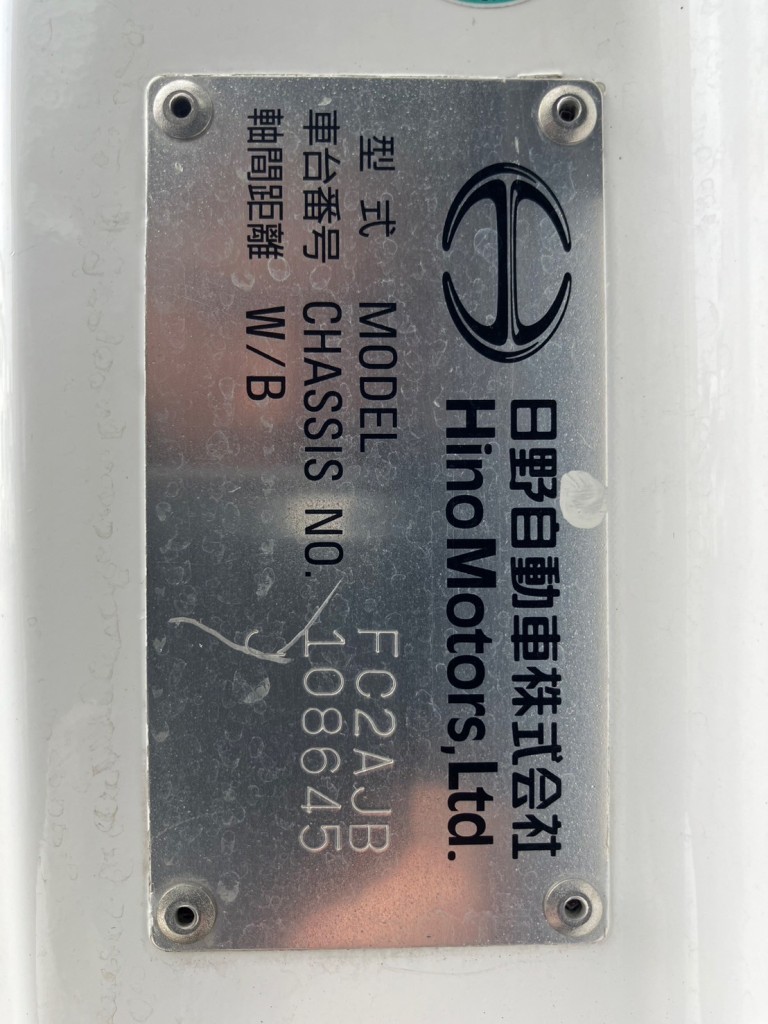 日野自動車株式会社
Hino Motors, Ltd.
型式 MODEL FC2AJB
車台番号 CHASSIS NO. 108645
軸間距離 W/B J